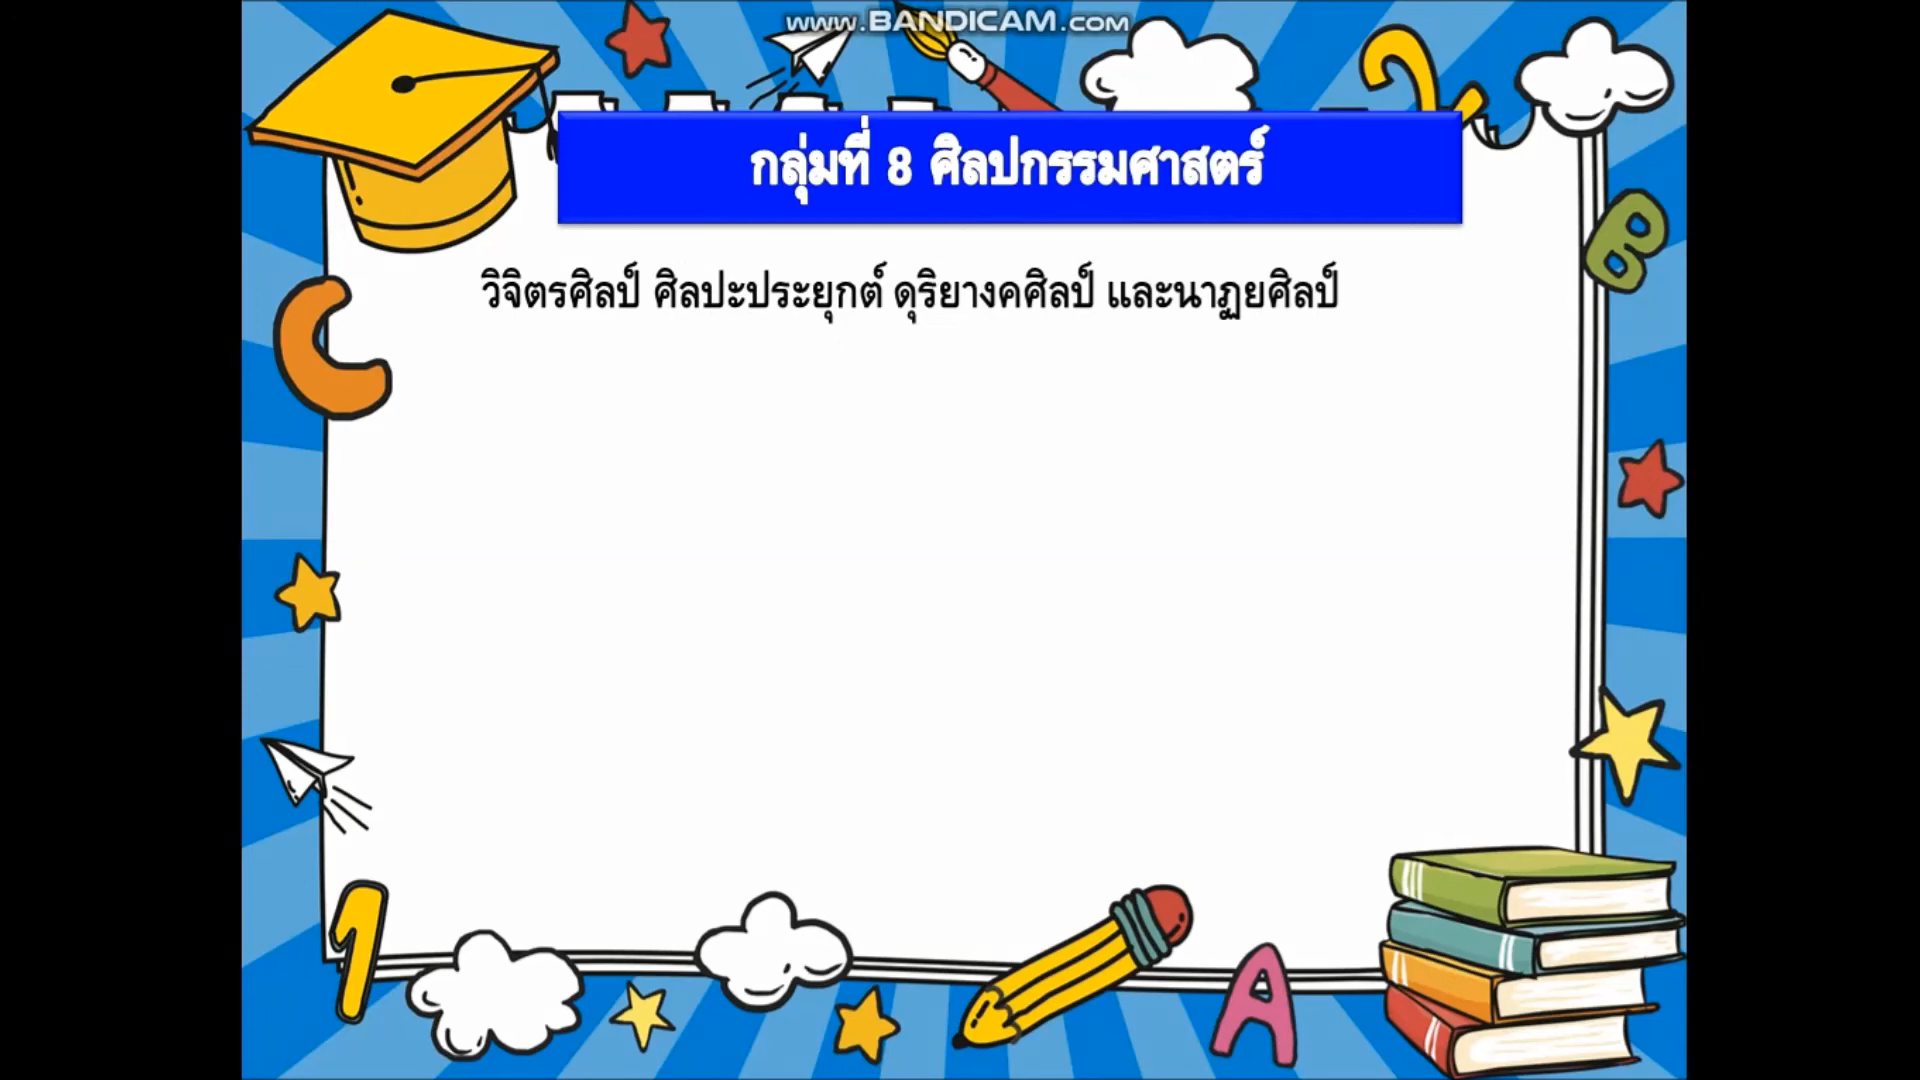 www.BANDICAM.com
กลุ่มที่ 8 ศิลปกรรมศาสตร์
วิจิตรศิลป์ ศิลปะประยุกต์ ดุริยางคศิลป์ และนาฏยศิลป์
B
C
1
A